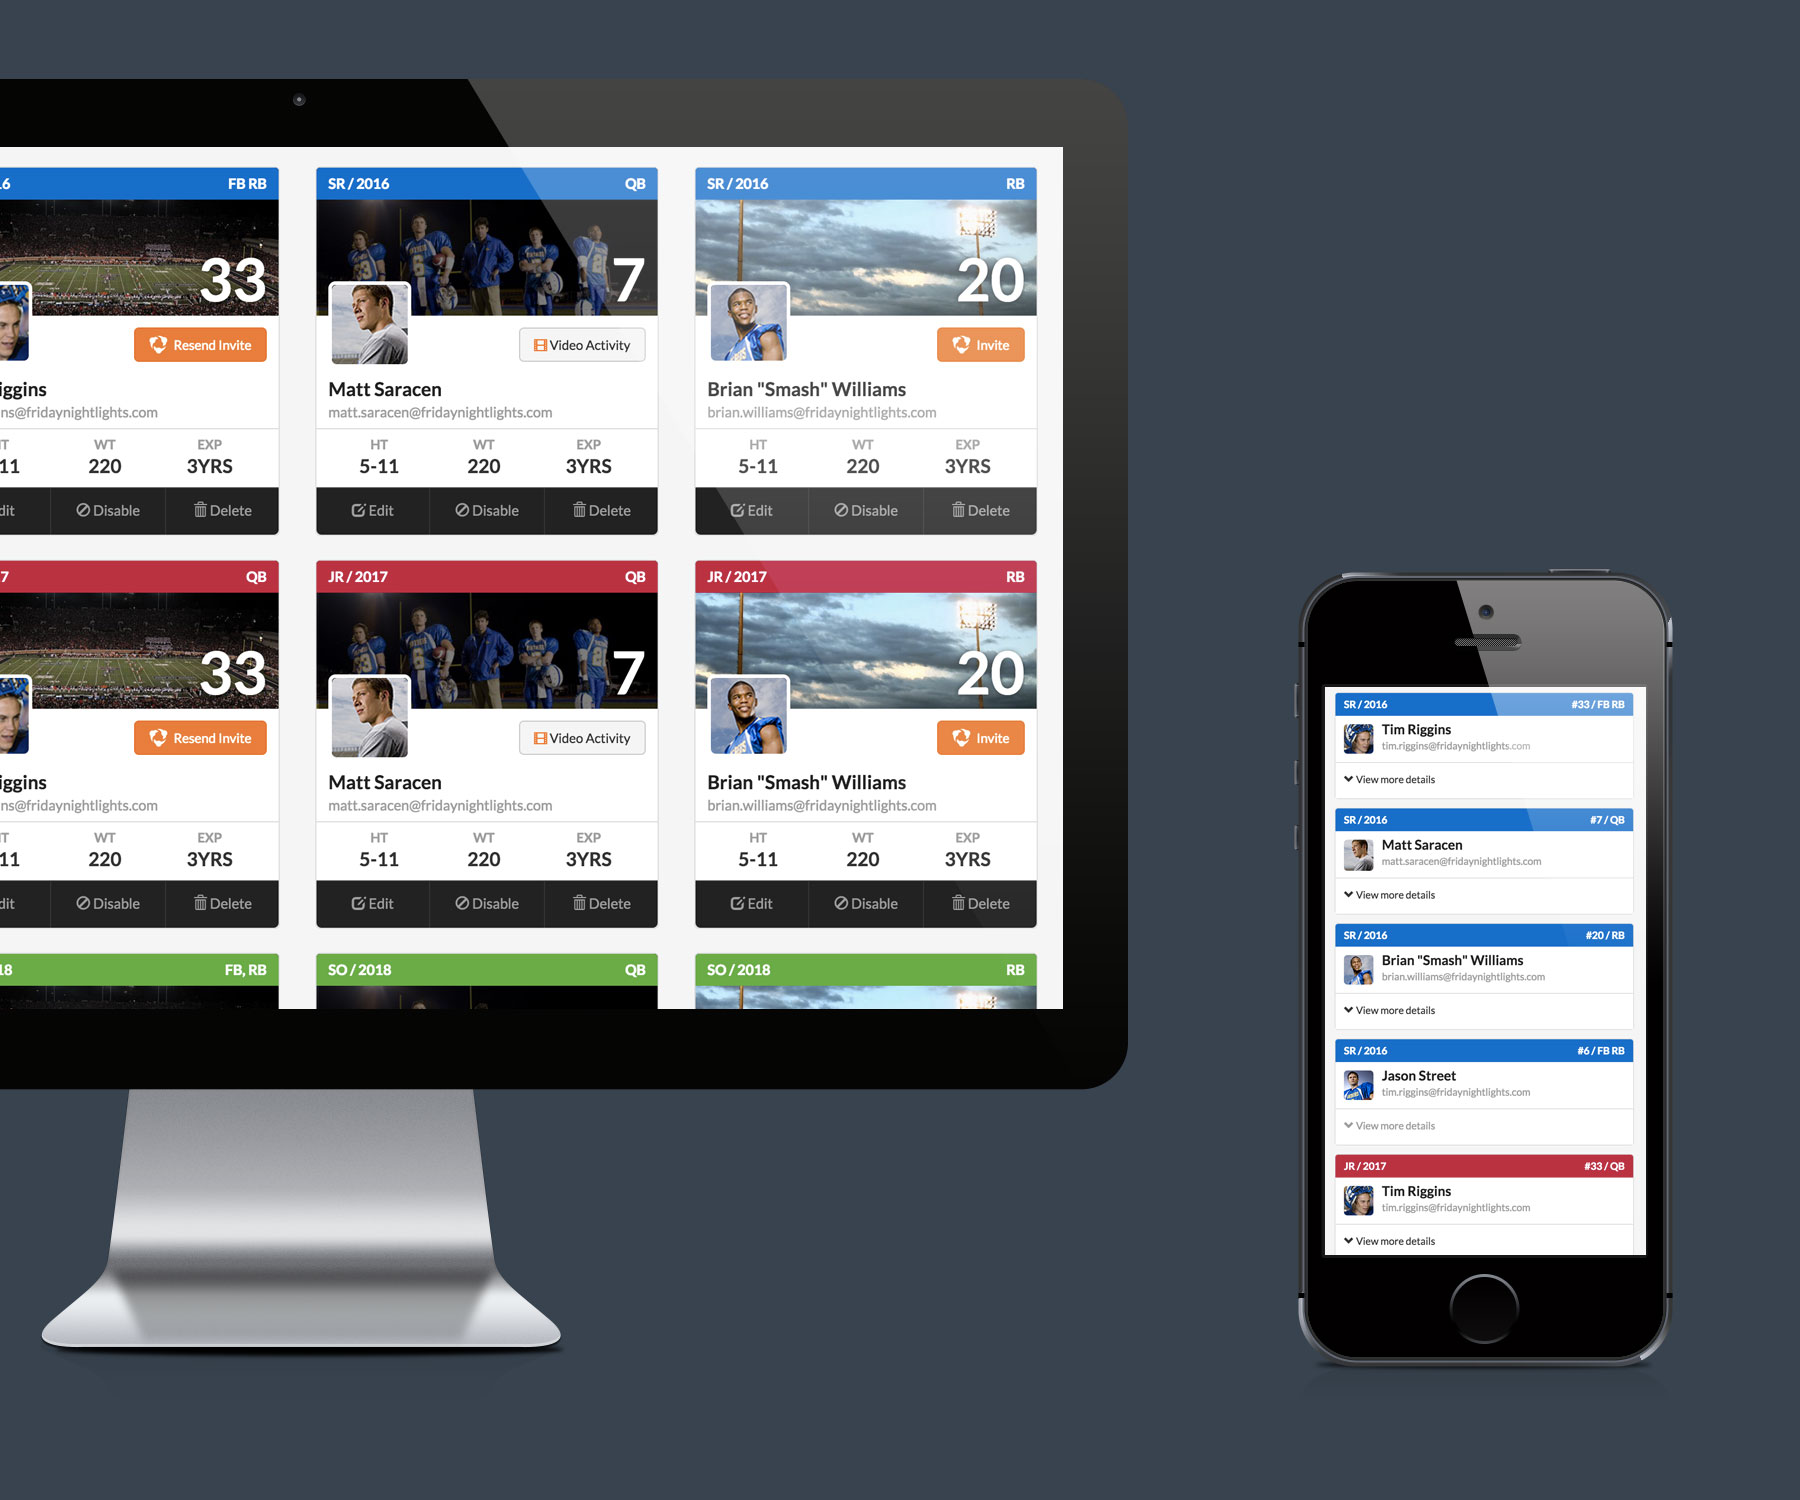 6 FB RB
33
Resend Invite
iggins
ns@fridaynightlights.com
T WT EXP
11 220 3YRS
dit Disable Delete
SR / 2016 QB
7
Video Activity
Matt Saracen
matt.saracen@fridaynightlights.com
HT WT EXP
5-11 220 3YRS
Edit Disable Delete
SR / 2016 RB
20
Invite
Brian "Smash" Williams
brian.williams@fridaynightlights.com
HT WT EXP
5-11 220 3YRS
Edit Disable Delete
7 QB
33
Resend Invite
iggins
ns@fridaynightlights.com
T WT EXP
11 220 3YRS
dit Disable Delete
JR / 2017 QB
7
Video Activity
Matt Saracen
matt.saracen@fridaynightlights.com
HT WT EXP
5-11 220 3YRS
Edit Disable Delete
JR / 2017 RB
20
Invite
Brian "Smash" Williams
brian.williams@fridaynightlights.com
HT WT EXP
5-11 220 3YRS
Edit Disable Delete
18 FB, RB
SO / 2018 QB
SO / 2018 RB
SR / 2016 #33 / FB RB
Tim Riggins
tim.riggins@fridaynightlights.com
View more details
SR / 2016 #7 / QB
Matt Saracen
matt.saracen@fridaynightlights.com
View more details
SR / 2016 #20 / RB
Brian "Smash" Williams
brian.williams@fridaynightlights.com
View more details
SR / 2016 #6 / FB RB
Jason Street
tim.riggins@fridaynightlights.com
View more details
JR / 2017 #33 / QB
Tim Riggins
tim.riggins@fridaynightlights.com
View more details